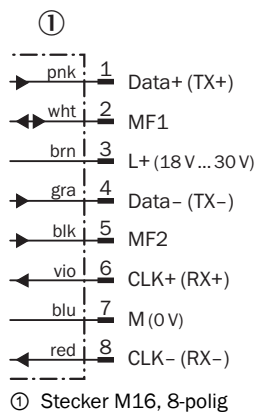 ①
pnk 1 Data+ (TX+)
wht 2 MF1
brn 3 L+ (18 V ... 30 V)
gra 4 Data– (TX–)
blk 5 MF2
vio 6 CLK+ (RX+)
blu 7 M (0 V)
red 8 CLK– (RX–)
① Stecker M16, 8-polig